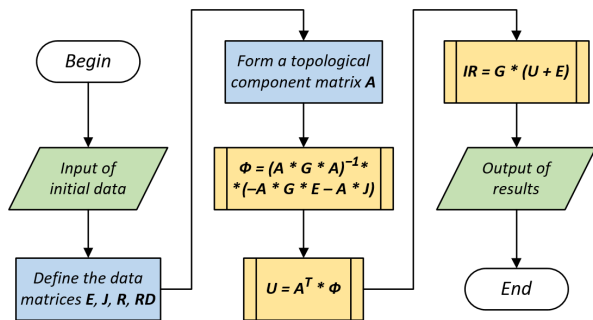 Begin
Input of
initial data
Define the data
matrices E, J, R, RD
Form a topological
component matrix A
Φ = (A * G * A)⁻¹ *
* (–A * G * E – A * J)
U = Aᵀ * Φ
IR = G * (U + E)
Output of
results
End